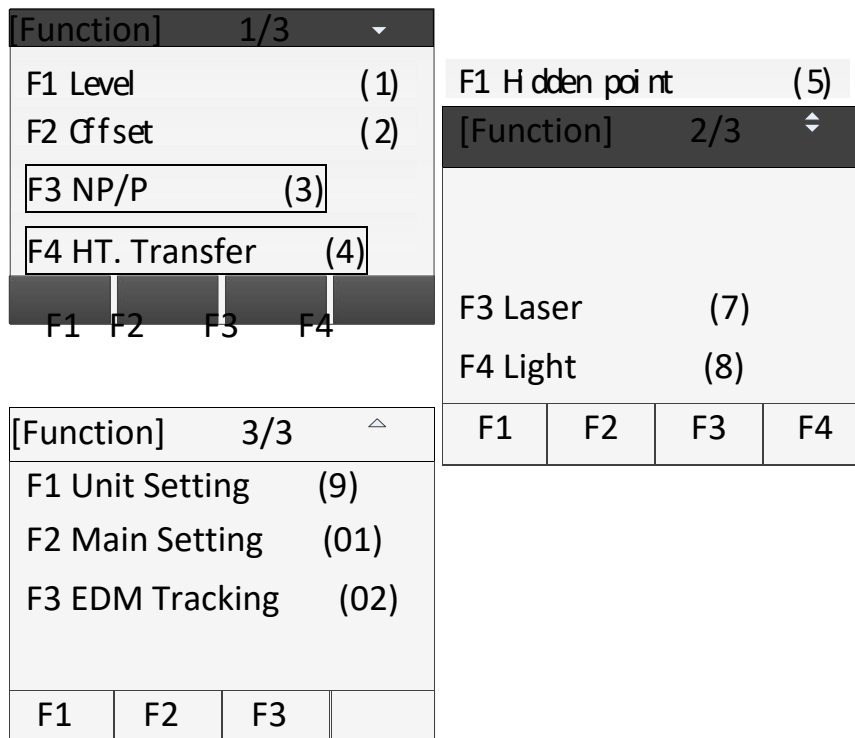 [Function] 1/3
F1 Level (1)
F2 Offset (2)
F3 NP/P (3)
F4 HT. Transfer (4)
F1 F2 F3 F4
F1 Hidden point (5)
[Function] 2/3
F3 Laser (7)
F4 Light (8)
F1 F2 F3 F4
[Function] 3/3
F1 Unit Setting (9)
F2 Main Setting (01)
F3 EDM Tracking (02)
F1 F2 F3